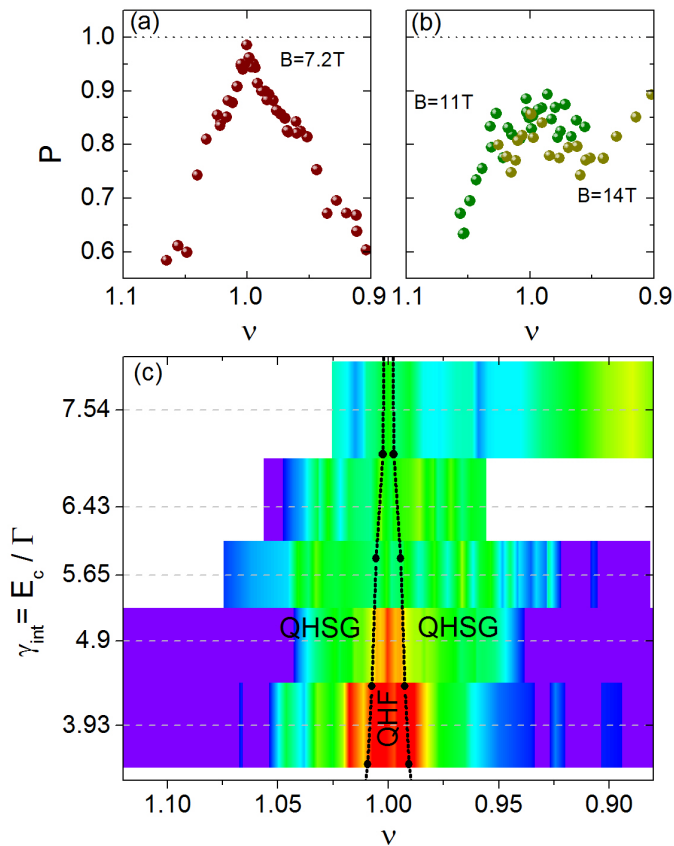 (a)
(b)
1.0
B=7.2T
0.9
B=11T
P
0.8
0.7
B=14T
0.6
1.1 1.0 0.9 1.1 1.0 0.9
ν ν
(c)
7.54
6.43
5.65
QHSG QHSG
4.9
QHF
3.93
γint = Ec / Γ
1.10 1.05 1.00 0.95 0.90
ν